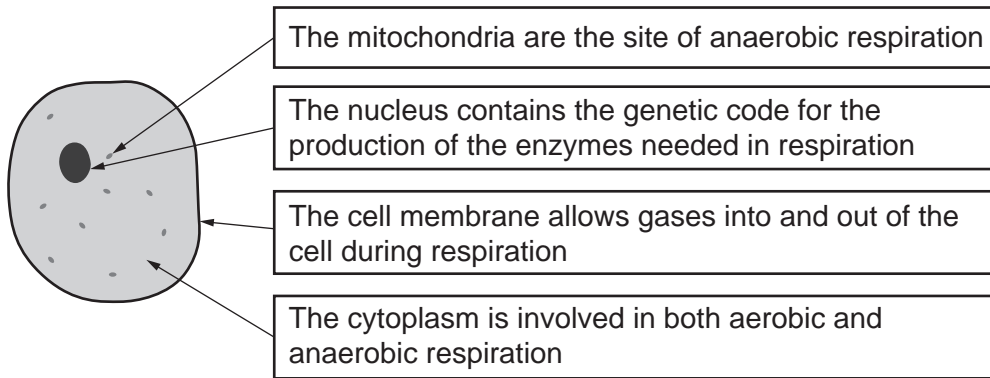 The mitochondria are the site of anaerobic respiration
The nucleus contains the genetic code for the
production of the enzymes needed in respiration
The cell membrane allows gases into and out of the
cell during respiration
The cytoplasm is involved in both aerobic and
anaerobic respiration